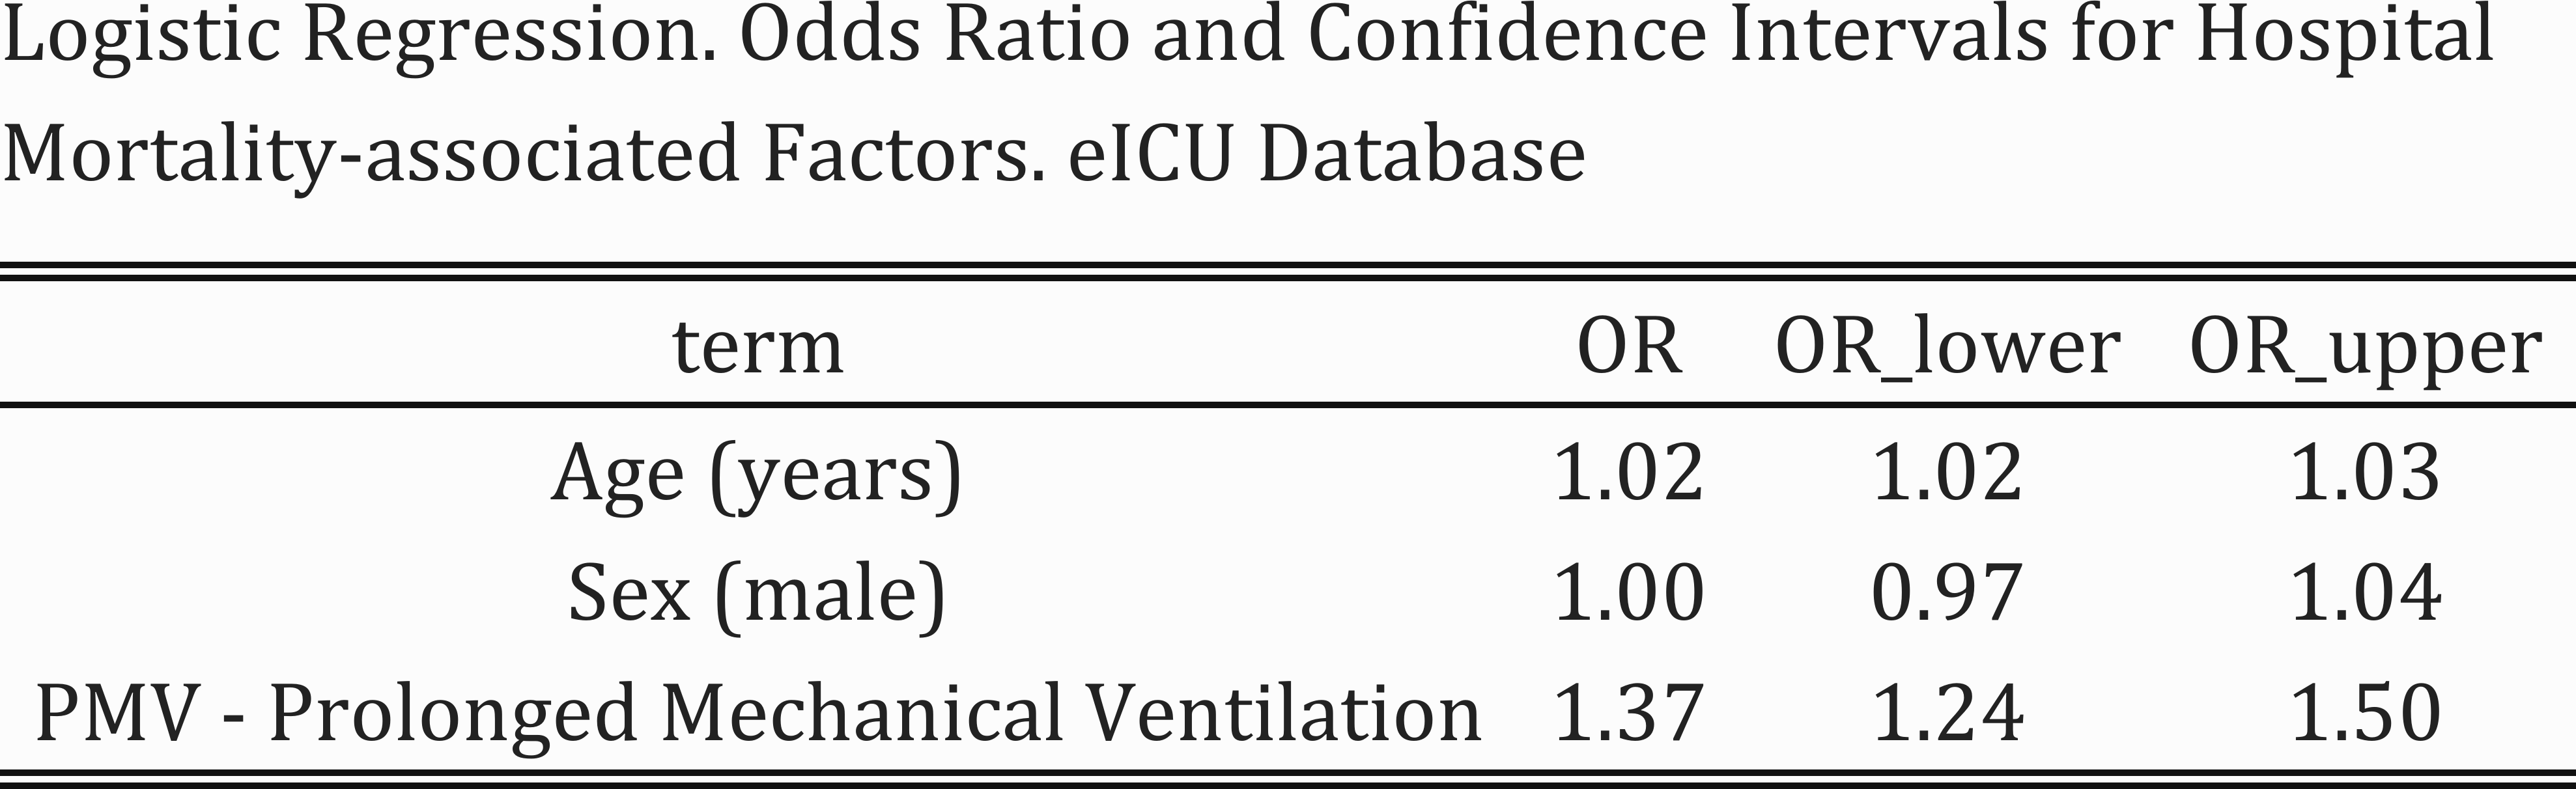 Logistic Regression. Odds Ratio and Confidence Intervals for Hospital
Mortality-associated Factors. eICU Database
term OR OR_lower OR_upper
Age (years) 1.02 1.02 1.03
Sex (male) 1.00 0.97 1.04
PMV - Prolonged Mechanical Ventilation 1.37 1.24 1.50